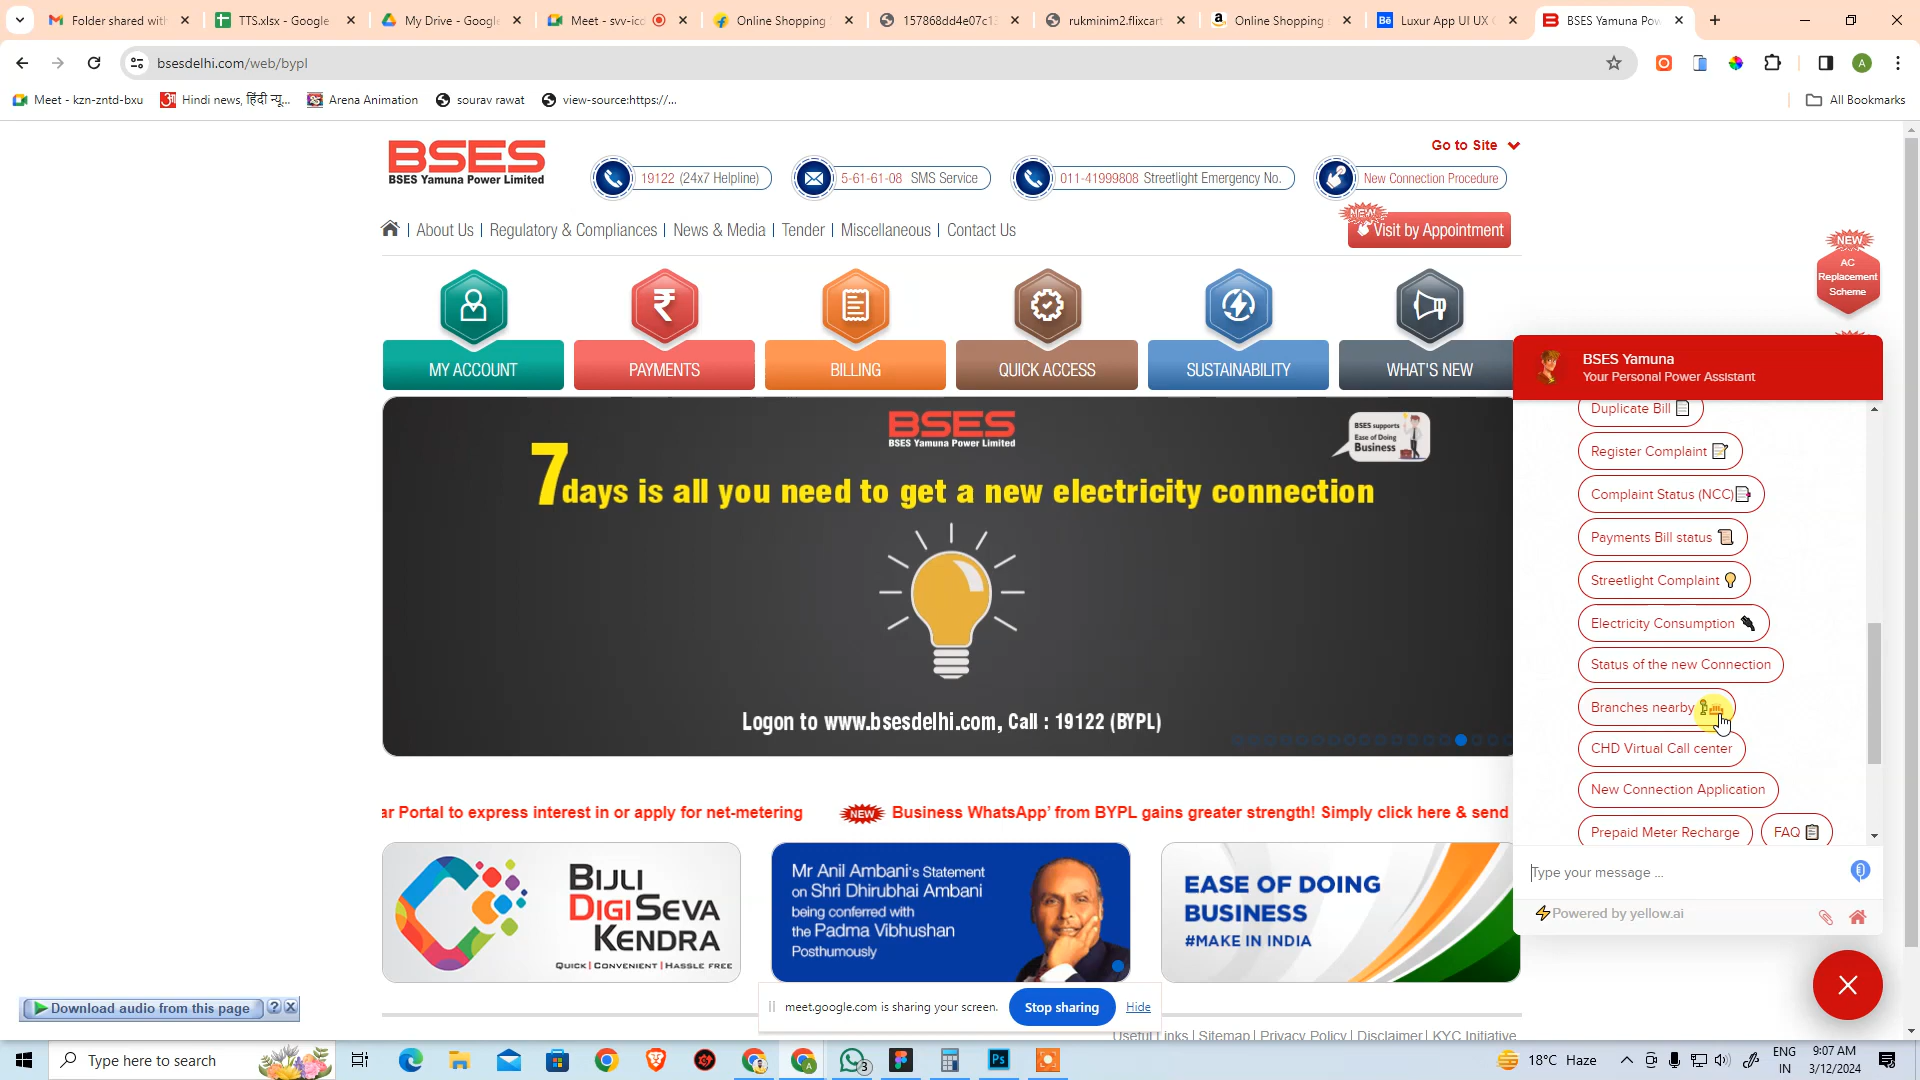 Folder shared with
TTS.xlsx - Google
My Drive - Google
Meet - svv-ico
Online Shopping
157868dd4e07c13
rukminim2.flixcart
Online Shopping s
Luxur App UI UX
BSES Yamuna Pow
bsesdelhi.com/web/bypl
A
Meet - kzn-zntd-bxu
Hindi news, हिंदी न्यू...
Arena Animation
sourav rawat
view-source:https://...
All Bookmarks
BSES
BSES Yamuna Power Limited
Go to Site
19122 (24x7 Helpline)
5-61-61-08 SMS Service
011-41999808 Streetlight Emergency No.
New Connection Procedure
About Us | Regulatory & Compliances | News & Media | Tender | Miscellaneous | Contact Us
NEW
Visit by Appointment
NEW
AC
Replacement
Scheme
MY ACCOUNT
PAYMENTS
BILLING
QUICK ACCESS
SUSTAINABILITY
WHAT'S NEW
BSES
BSES Yamuna Power Limited
BSES supports
Ease of Doing
Business
7 days is all you need to get a new electricity connection
Logon to www.bsesdelhi.com, Call : 19122 (BYPL)
BSES Yamuna
Your Personal Power Assistant
Duplicate Bill
Register Complaint
Complaint Status (NCC)
Payments Bill status
Streetlight Complaint
Electricity Consumption
Status of the new Connection
Branches nearby
CHD Virtual Call center
New Connection Application
Prepaid Meter Recharge
FAQ
Type your message ...
Powered by yellow.ai
ar Portal to express interest in or apply for net-metering
NEW
Business WhatsApp' from BYPL gains greater strength! Simply click here & send
BIJLI
DIGISEVA
KENDRA
QUICK | CONVENIENT | HASSLE FREE
Mr Anil Ambani's Statement
on Shri Dhirubhai Ambani
being conferred with
the Padma Vibhushan
Posthumously
EASE OF DOING
BUSINESS
#MAKE IN INDIA
Download audio from this page
meet.google.com is sharing your screen.
Stop sharing
Hide
Useful Links | Sitemap | Privacy Policy | Disclaimer | KYC Initiative
Type here to search
3
Ps
18°C Haze
ENG
IN
9:07 AM
3/12/2024